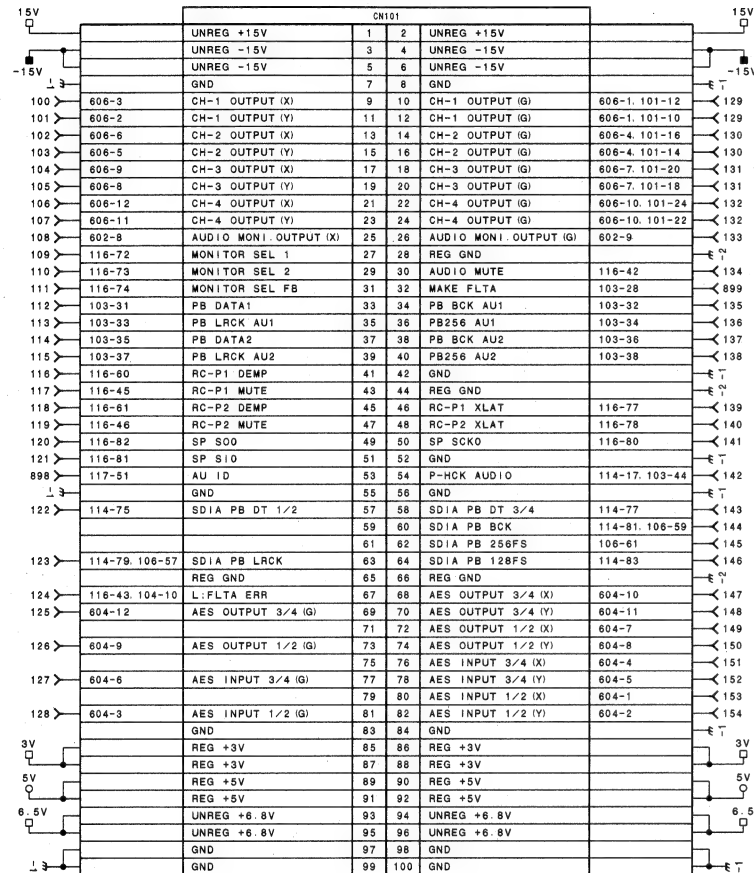 15V 15V
CN101
UNREG +15V 1 2 UNREG +15V
UNREG -15V 3 4 UNREG -15V
-15V UNREG -15V 5 6 UNREG -15V -15V
GND 7 8 GND
100 606-3 CH-1 OUTPUT (X) 9 10 CH-1 OUTPUT (G) 606-1. 101-12 129
101 606-2 CH-1 OUTPUT (Y) 11 12 CH-1 OUTPUT (G) 606-1. 101-10 129
102 606-6 CH-2 OUTPUT (X) 13 14 CH-2 OUTPUT (G) 606-4. 101-16 130
103 606-5 CH-2 OUTPUT (Y) 15 16 CH-2 OUTPUT (G) 606-4. 101-14 130
104 606-9 CH-3 OUTPUT (X) 17 18 CH-3 OUTPUT (G) 606-7. 101-20 131
105 606-8 CH-3 OUTPUT (Y) 19 20 CH-3 OUTPUT (G) 606-7. 101-18 131
106 606-12 CH-4 OUTPUT (X) 21 22 CH-4 OUTPUT (G) 606-10. 101-24 132
107 606-11 CH-4 OUTPUT (Y) 23 24 CH-4 OUTPUT (G) 606-10. 101-22 132
108 602-8 AUDIO MONI.OUTPUT (X) 25 26 AUDIO MONI.OUTPUT (G) 602-9 133
109 116-72 MONITOR SEL 1 27 28 REG GND
110 116-73 MONITOR SEL 2 29 30 AUDIO MUTE 116-42 134
111 116-74 MONITOR SEL FB 31 32 MAKE FLTA 103-28 899
112 103-31 PB DATA1 33 34 PB BCK AU1 103-32 135
113 103-33 PB LRCK AU1 35 36 PB256 AU1 103-34 136
114 103-35 PB DATA2 37 38 PB BCK AU2 103-36 137
115 103-37 PB LRCK AU2 39 40 PB256 AU2 103-38 138
116 116-60 RC-P1 DEMP 41 42 GND
117 116-45 RC-P1 MUTE 43 44 REG GND
118 116-61 RC-P2 DEMP 45 46 RC-P1 XLAT 116-77 139
119 116-46 RC-P2 MUTE 47 48 RC-P2 XLAT 116-78 140
120 116-82 SP SO0 49 50 SP SCK0 116-80 141
121 116-81 SP SI0 51 52 GND
898 117-51 AU ID 53 54 P-HCK AUDIO 114-17. 103-44 142
GND 55 56 GND
122 114-75 SDIA PB DT 1/2 57 58 SDIA PB DT 3/4 114-77 143
59 60 SDIA PB BCK 114-81. 106-59 144
61 62 SDIA PB 256FS 106-61 145
123 114-79. 106-57 SDIA PB LRCK 63 64 SDIA PB 128FS 114-83 146
REG GND 65 66 REG GND
124 116-43. 104-10 L:FLTA ERR 67 68 AES OUTPUT 3/4 (X) 604-10 147
125 604-12 AES OUTPUT 3/4 (G) 69 70 AES OUTPUT 3/4 (Y) 604-11 148
71 72 AES OUTPUT 1/2 (X) 604-7 149
126 604-9 AES OUTPUT 1/2 (G) 73 74 AES OUTPUT 1/2 (Y) 604-8 150
75 76 AES INPUT 3/4 (X) 604-4 151
127 604-6 AES INPUT 3/4 (G) 77 78 AES INPUT 3/4 (Y) 604-5 152
79 80 AES INPUT 1/2 (X) 604-1 153
128 604-3 AES INPUT 1/2 (G) 81 82 AES INPUT 1/2 (Y) 604-2 154
GND 83 84 GND
3V REG +3V 85 86 REG +3V 3V
REG +3V 87 88 REG +3V
5V REG +5V 89 90 REG +5V 5V
REG +5V 91 92 REG +5V
6.5V UNREG +6.8V 93 94 UNREG +6.8V 6.5
UNREG +6.8V 95 96 UNREG +6.8V
GND 97 98 GND
GND 99 100 GND